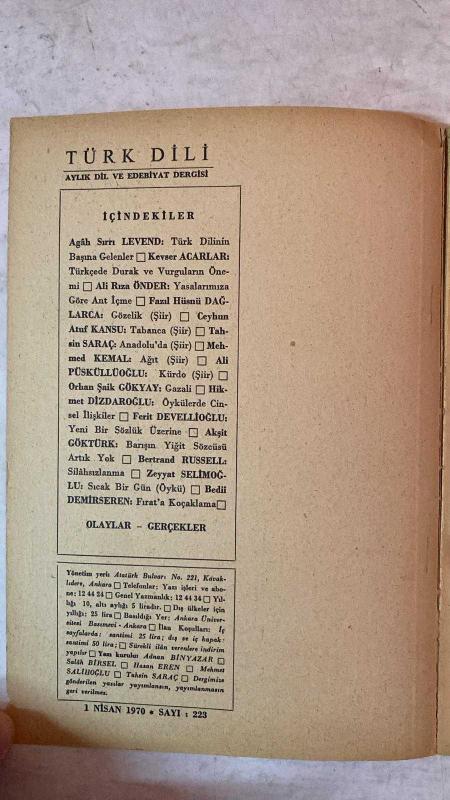 TÜRK DİLİ
AYLIK DİL VE EDEBİYAT DERGİSİ
İÇİNDEKİLER
Agâh Sırrı LEVEND: Türk Dilinin
Başına Gelenler □ Kevser ACARLAR:
Türkçede Durak ve Vurguların Öne-
mi □ Ali Rıza ÖNDER: Yasalarımıza
Göre Ant İçme □ Fazıl Hüsnü DAĞ-
LARCA: Gözelik (Şiir) □ Ceyhun
Atuf KANSU: Tabanca (Şiir) □ Tah-
sin SARAÇ: Anadolu'da (Şiir) □ Meh-
med KEMAL: Ağıt (Şiir) □ Ali
PÜSKÜLLÜOĞLU: Kürdo (Şiir) □
Orhan Şaik GÖKYAY: Gazali □ Hik-
met DİZDAROĞLU: Öykülerde Cin-
sel İlişkiler □ Ferit DEVELLİOĞLU:
Yeni Bir Sözlük Üzerine □ Akşit
GÖKTÜRK: Barışın Yiğit Sözcüsü
Artık Yok □ Bertrand RUSSELL:
Silâhsızlanma □ Zeyyat SELİMOĞ-
LU: Sıcak Bir Gün (Öykü) □ Bedii
DEMİRSEREN: Fırat'a Koçaklama□
OLAYLAR – GERÇEKLER
Yönetim yeri: Atatürk Bulvarı No. 221, Kavak-
lıdere, Ankara □ Telefonlar: Yazı işleri ve abo-
ne: 12 44 24 □ Genel Yazmanlık: 12 44 34 □ Yıl-
lığı 10, altı aylığı 5 liradır. □ Dış ülkeler için
yıllığı: 25 lira □ Basıldığı Yer: Ankara Üniver-
sitesi Basımevi - Ankara □ İlan Koşulları: İç
sayfalarda: santimi 25 lira; dış ve iç kapak:
santimi 50 lira; □ Sürekli ilân verenlere indirim
yapılır □ Yazı kurulu: Adnan BİNYAZAR □
Salâh BİRSEL □ Hasan EREN □ Mehmet
SALİHOĞLU □ Tahsin SARAÇ □ Dergimize
gönderilen yazılar yayımlansın, yayımlanmasın
geri verilmez.
1 NİSAN 1970 • SAYI : 223